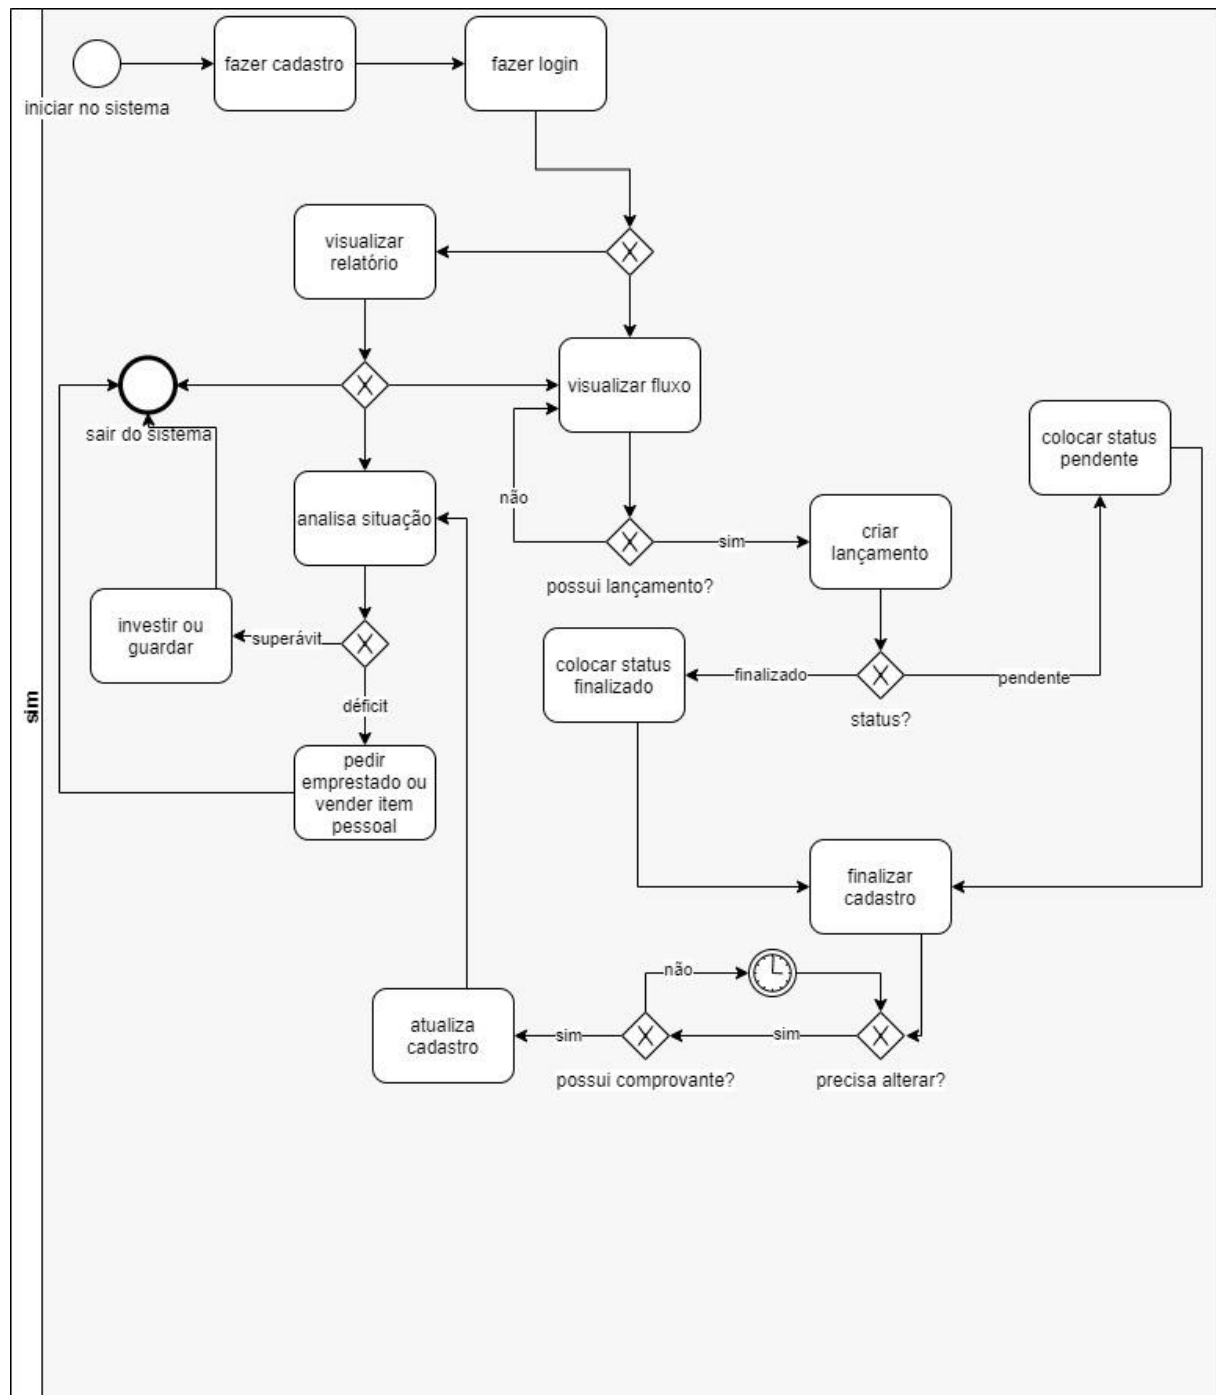 fazer cadastro
fazer login
iniciar no sistema
visualizar
relatório
visualizar fluxo
sair do sistema
colocar status
pendente
não
analisa situação
criar
lançamento
sim
possui lançamento?
investir ou
guardar
superávit
colocar status
finalizado
finalizado
pendente
status?
sim
déficit
pedir
emprestado ou
vender item
pessoal
finalizar
cadastro
não
atualiza
cadastro
sim
sim
possui comprovante?
precisa alterar?